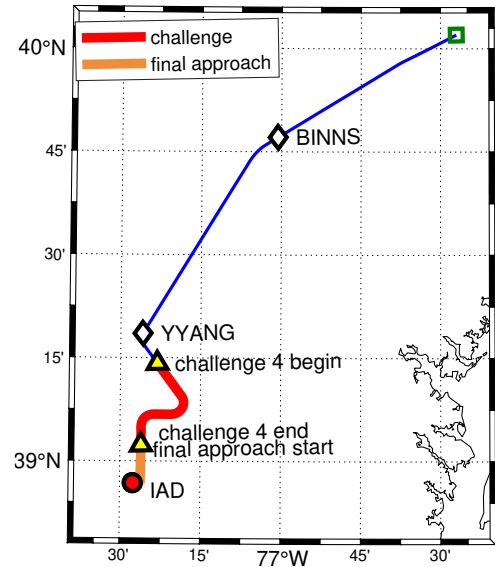 challenge
final approach
40°N
BINNS
45'
30'
YYANG
15'
challenge 4 begin
challenge 4 end
final approach start
39°N
IAD
30'
15'
77°W
45'
30'